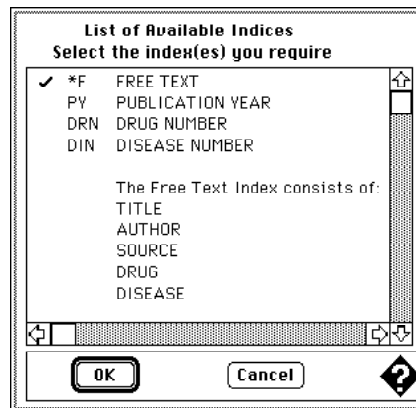 List of Available Indices
Select the index(es) you require
✓ *F FREE TEXT
PY PUBLICATION YEAR
DRN DRUG NUMBER
DIN DISEASE NUMBER
The Free Text Index consists of:
TITLE
AUTHOR
SOURCE
DRUG
DISEASE
OK Cancel ?